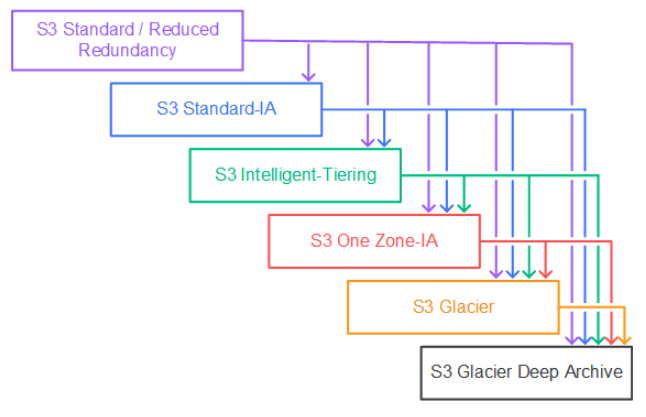 S3 Standard / Reduced
Redundancy
S3 Standard-IA
S3 Intelligent-Tiering
S3 One Zone-IA
S3 Glacier
S3 Glacier Deep Archive